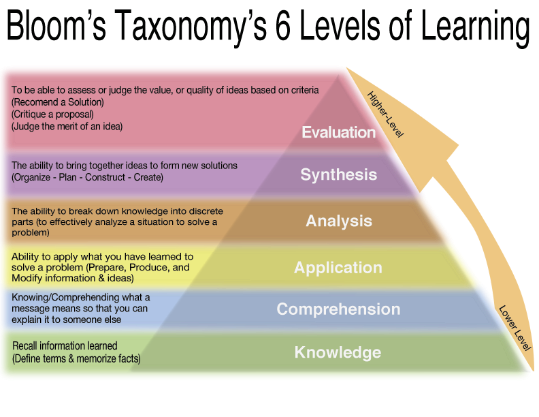 Bloom's Taxonomy's 6 Levels of Learning
To be able to assess or judge the value, or quality of ideas based on criteria
(Recomend a Solution)
(Critique a proposal)
(Judge the merit of an idea)
Evaluation
Higher-Level
The ability to bring together ideas to form new solutions
(Organize - Plan - Construct - Create)
Synthesis
The ability to break down knowledge into discrete
parts (to effectively analyze a situation to solve a
problem)
Analysis
Ability to apply what you have learned to
solve a problem (Prepare, Produce, and
Modify information & ideas)
Application
Knowing/Comprehending what a
message means so that you can
explain it to someone else
Comprehension
Lower Level
Recall information learned
(Define terms & memorize facts)
Knowledge